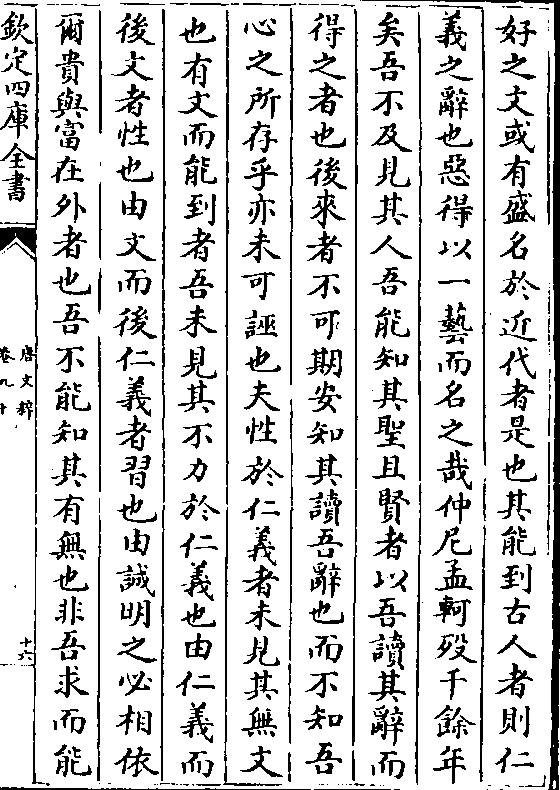 好之文或有盛名於近代者是也其能到古人者則仁
義之辭也惡得以一藝而名之哉仲尼孟軻歿千餘年
矣吾不及見其人吾能知其聖且賢者以吾讀其辭而
得之者也後來者不可期安知其讀吾辭也而不知吾
心之所存乎亦未可誣也夫性於仁義者未見其無文
也有文而能到者吾未見其不力於仁義也由仁義而
後文者性也由文而後仁義者習也由誠明之必相依
爾貴與富在外者也吾不能知其有無也非吾求而能
欽定四庫全書
唐文粹
卷九十
十六